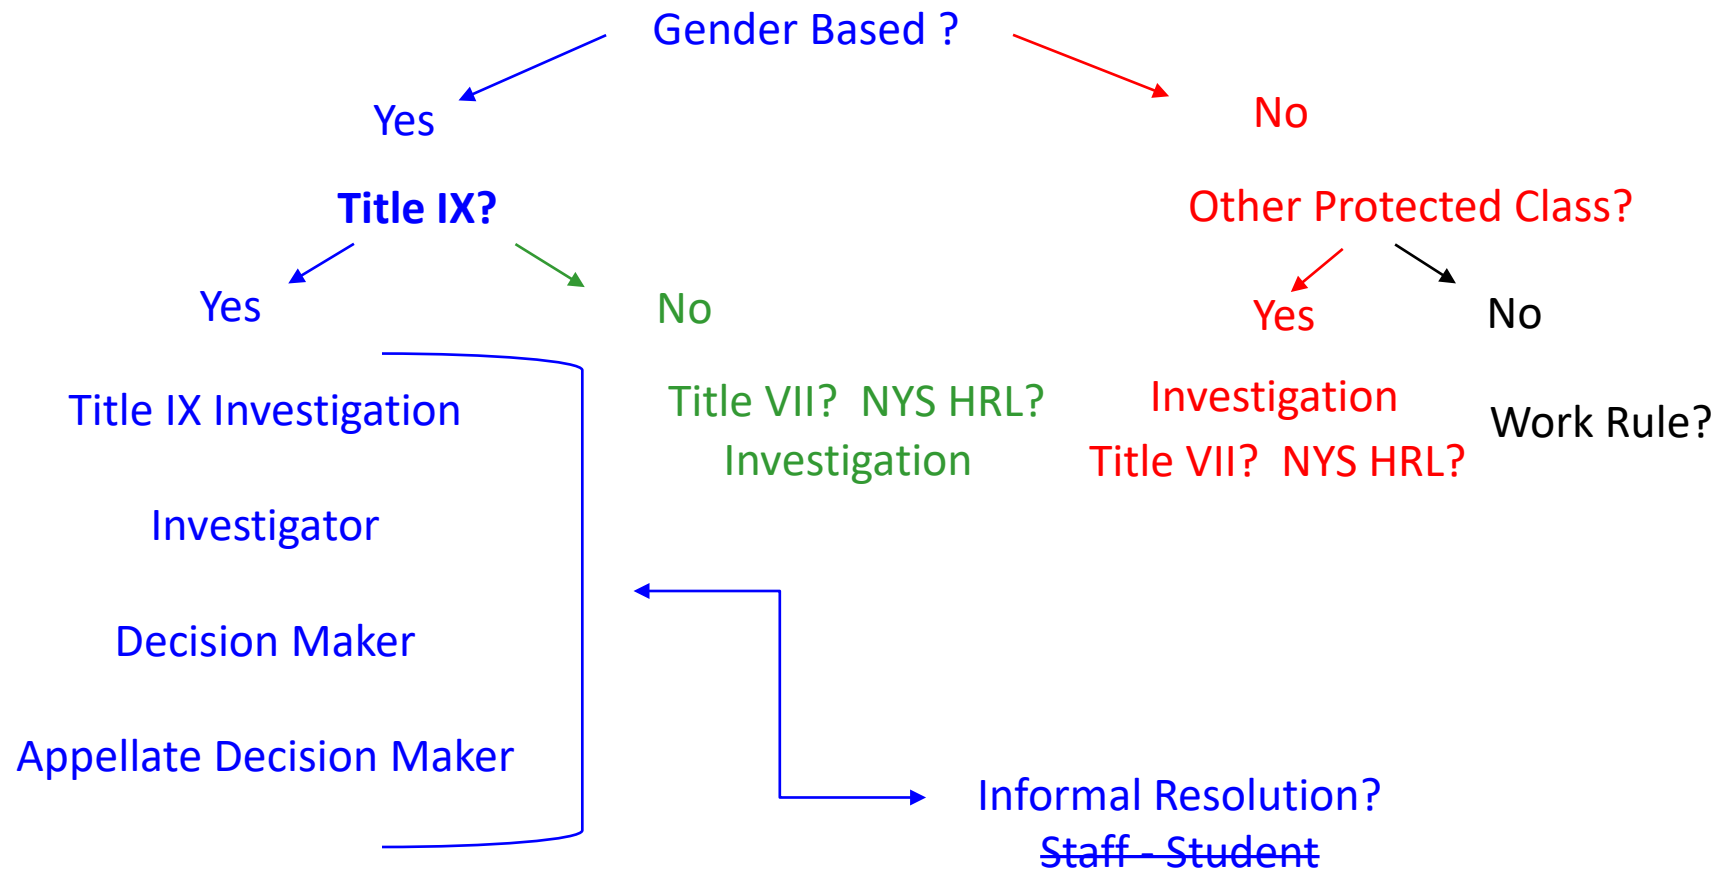 Gender Based ?
Yes
No
Title IX?
Other Protected Class?
Yes
No
Yes
No
Title IX Investigation
Title VII?  NYS HRL?
Investigation
Investigation
Title VII?  NYS HRL?
Work Rule?
Investigator
Decision Maker
Appellate Decision Maker
Informal Resolution?
Staff - Student